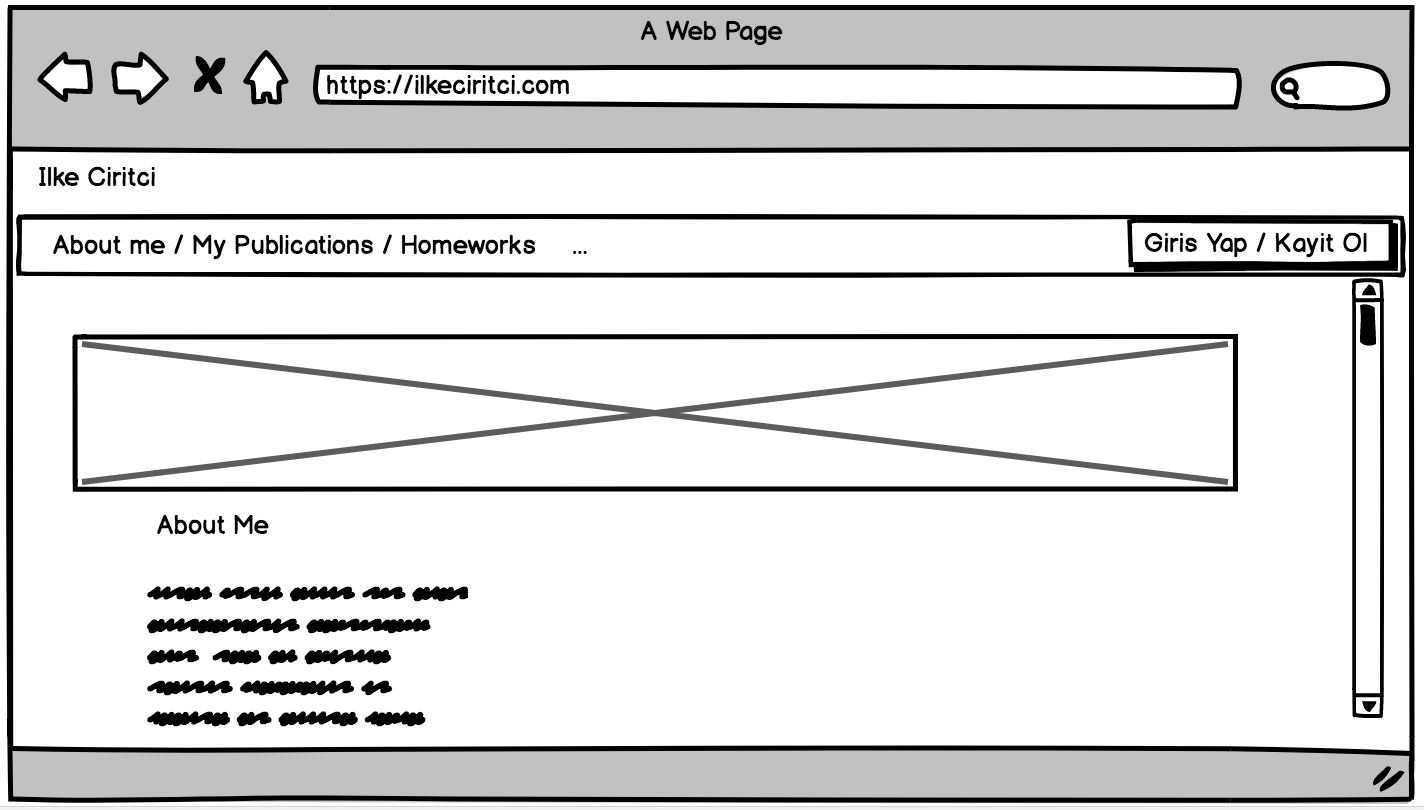 A Web Page
https://ilkeciritci.com
Ilke Ciritci
About me / My Publications / Homeworks ...
Giris Yap / Kayit Ol
About Me